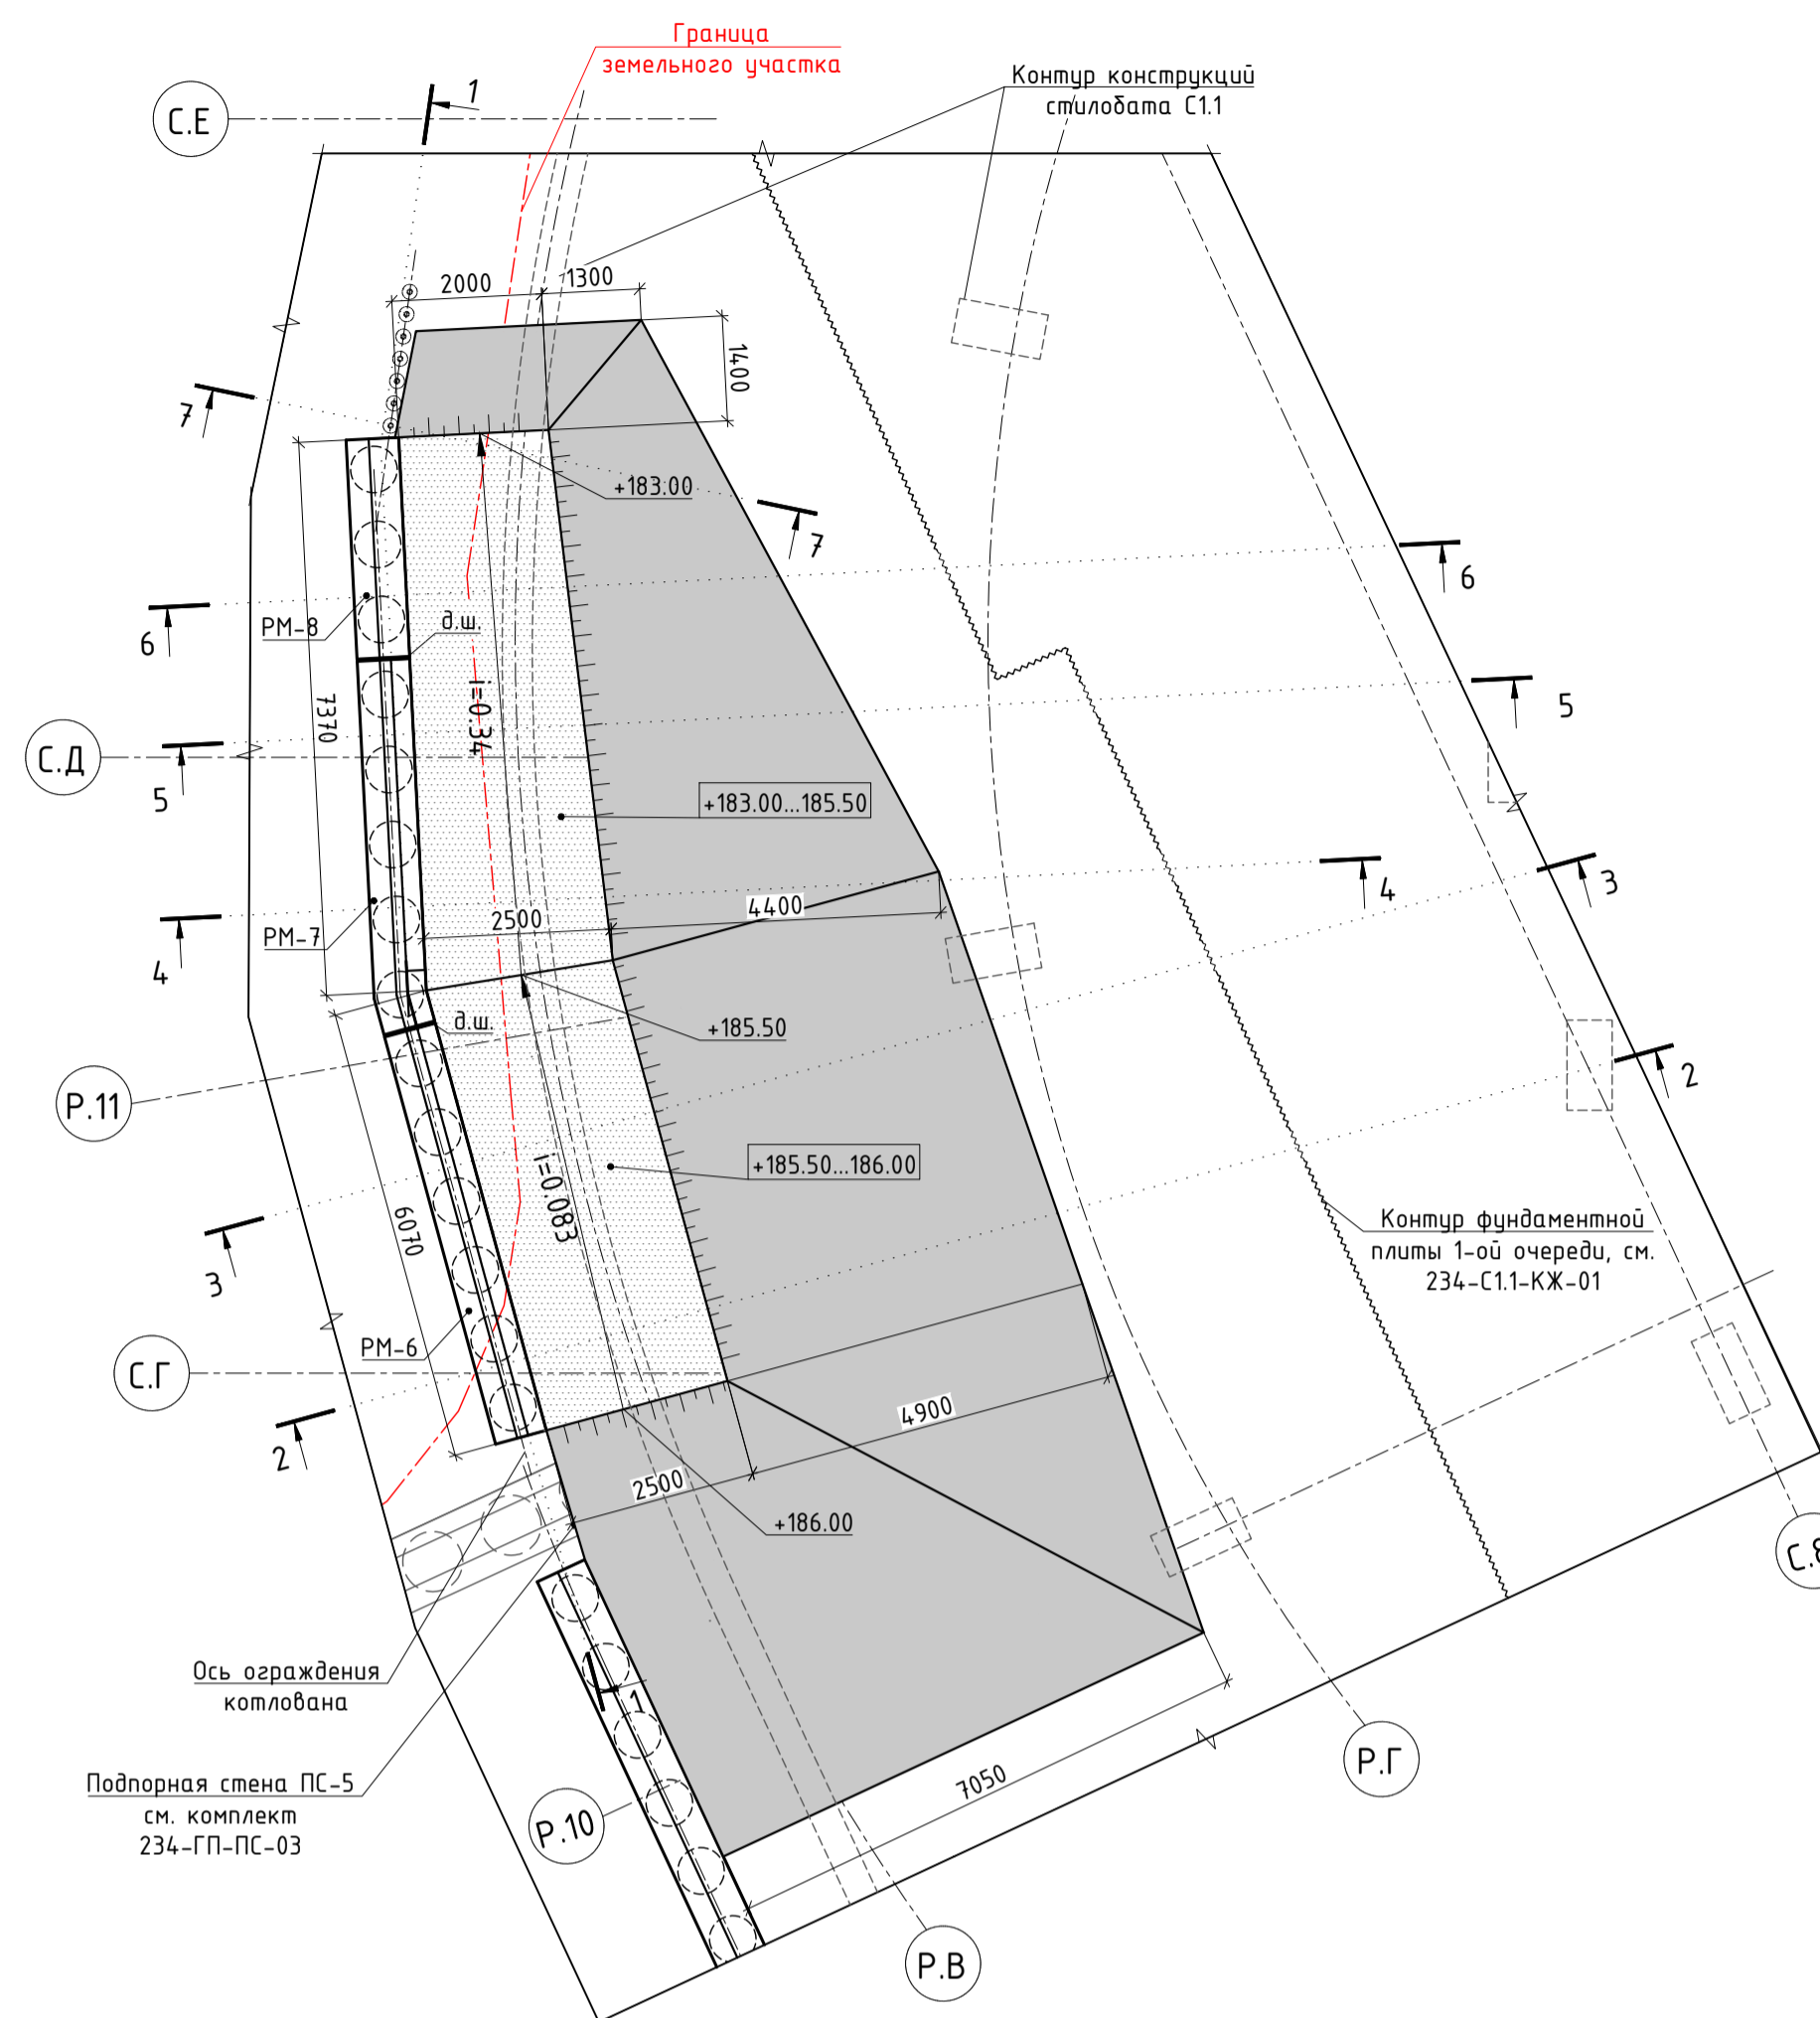 Граница
земельного участка
Контур конструкций
стилобата С1.1
С.Е
1
2000
1300
1400
7
+183.00
7
6
РМ-8
д.ш.
6
7370
i=0.34
5
С.Д
5
+183.00...185.50
4
3
4400
2500
РМ-7
4
д.ш.
+185.50
2
Р.11
+185.50...186.00
i=0.083
6070
Контур фундаментной
плиты 1-ой очереди, см.
234-С1.1-КЖ-01
3
РМ-6
С.Г
4900
2
2500
+186.00
Ось ограждения
котлована
1
Подпорная стена ПС-5
см. комплект
234-ГП-ПС-03
7050
Р.Г
Р.10
Р.В